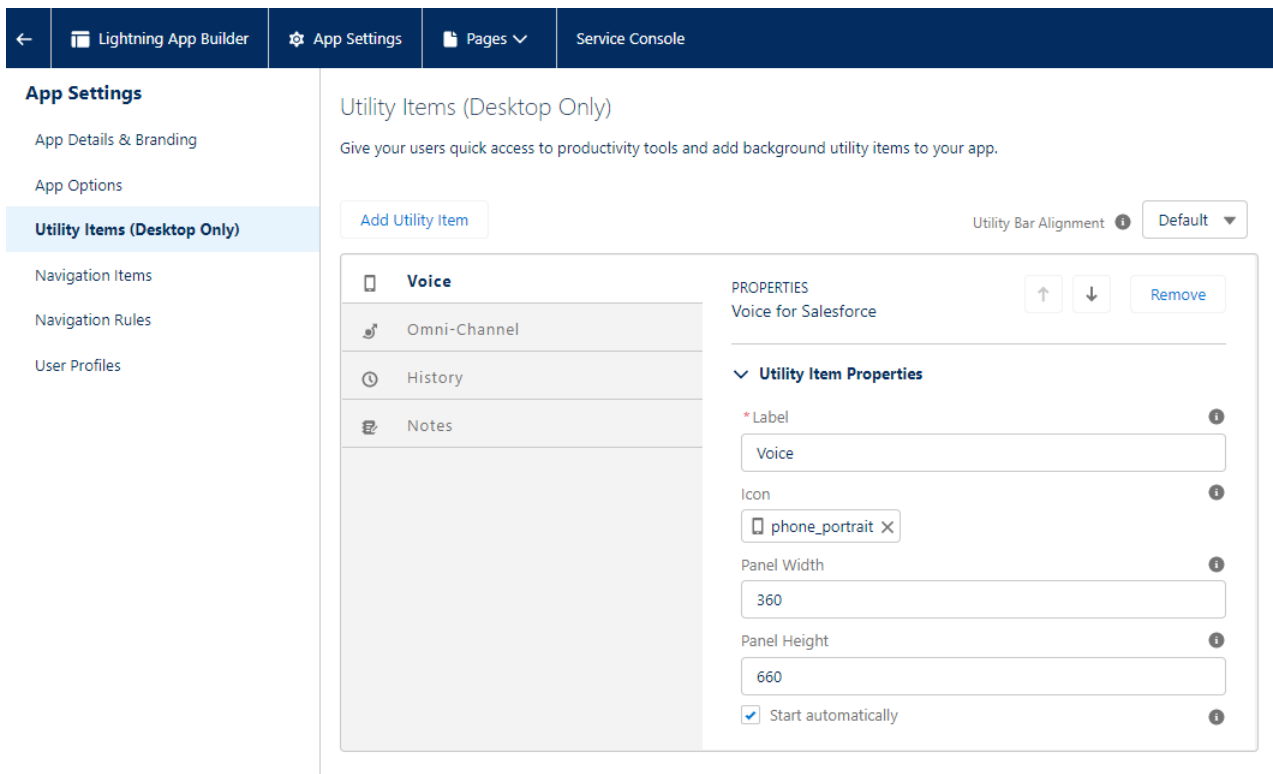 Lightning App Builder
App Settings
Pages
Service Console
App Settings
App Details & Branding
App Options
Utility Items (Desktop Only)
Navigation Items
Navigation Rules
User Profiles
Utility Items (Desktop Only)
Give your users quick access to productivity tools and add background utility items to your app.
Add Utility Item
Utility Bar Alignment
Default
Voice
Omni-Channel
History
Notes
PROPERTIES
Voice for Salesforce
Remove
Utility Item Properties
* Label
Voice
Icon
phone_portrait
Panel Width
360
Panel Height
660
Start automatically